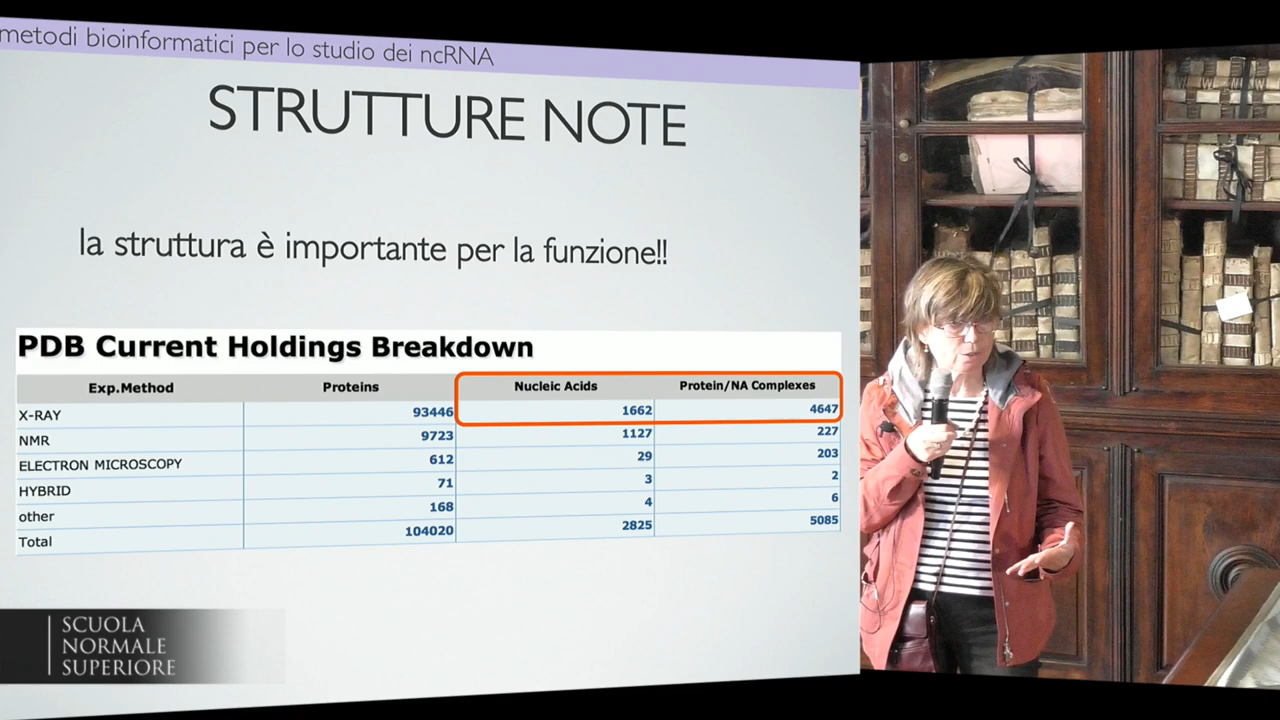 metodi bioinformatici per lo studio dei ncRNA
STRUTTURE NOTE
la struttura è importante per la funzione!!
PDB Current Holdings Breakdown
Exp.Method Proteins Nucleic Acids Protein/NA Complexes
X-RAY 93446 1662 4647
NMR 9723 1127 227
ELECTRON MICROSCOPY 612 29 203
HYBRID 71 3 2
other 168 4 6
Total 104020 2825 5085
SCUOLA
NORMALE
SUPERIORE